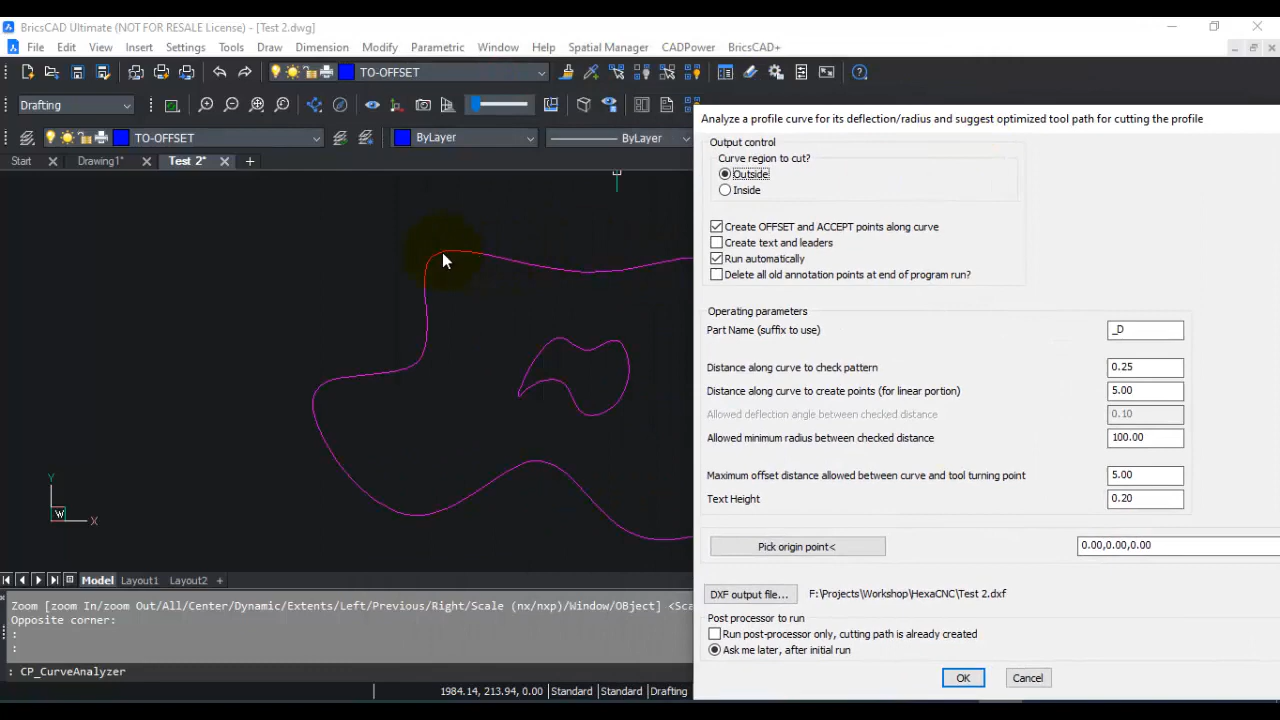 BricsCAD Ultimate (NOT FOR RESALE License) - [Test 2.dwg]
File Edit View Insert Settings Tools Draw Dimension Modify Parametric Window Help Spatial Manager CADPower BricsCAD+
TO-OFFSET
Drafting
TO-OFFSET ByLayer ByLayer
Start Drawing1* Test 2*
Analyze a profile curve for its deflection/radius and suggest optimized tool path for cutting the profile
Output control
Curve region to cut?
Outside
Inside
Create OFFSET and ACCEPT points along curve
Create text and leaders
Run automatically
Delete all old annotation points at end of program run?
Operating parameters
Part Name (suffix to use) _D
Distance along curve to check pattern 0.25
Distance along curve to create points (for linear portion) 5.00
Allowed deflection angle between checked distance 0.10
Allowed minimum radius between checked distance 100.00
Maximum offset distance allowed between curve and tool turning point 5.00
Text Height 0.20
Pick origin point< 0.00,0.00,0.00
DXF output file... F:\Projects\Workshop\HexaCNC\Test 2.dxf
Post processor to run
Run post-processor only, cutting path is already created
Ask me later, after initial run
OK Cancel
Y
W X
Model Layout1 Layout2
Zoom [zoom In/zoom Out/All/Center/Dynamic/Extents/Left/Previous/Right/Scale (nx/nxp)/Window/OBject] <Sca
Opposite corner:
:
:
: CP_CurveAnalyzer
1984.14, 213.94, 0.00 Standard Standard Drafting